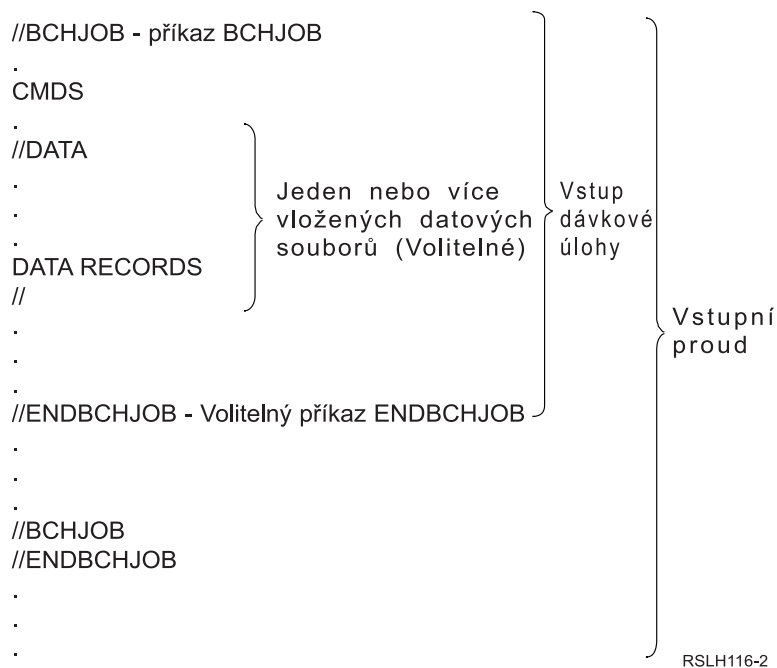 //BCHJOB - příkaz BCHJOB
.
CMDS
.
//DATA
.
.
.
DATA RECORDS
//
.
.
.
//ENDBCHJOB - Volitelný příkaz ENDBCHJOB
.
.
.
//BCHJOB
//ENDBCHJOB
.
.
.
Jeden nebo více
vložených datových
souborů (Volitelné)
Vstup
dávkové
úlohy
Vstupní
proud
RSLH116-2